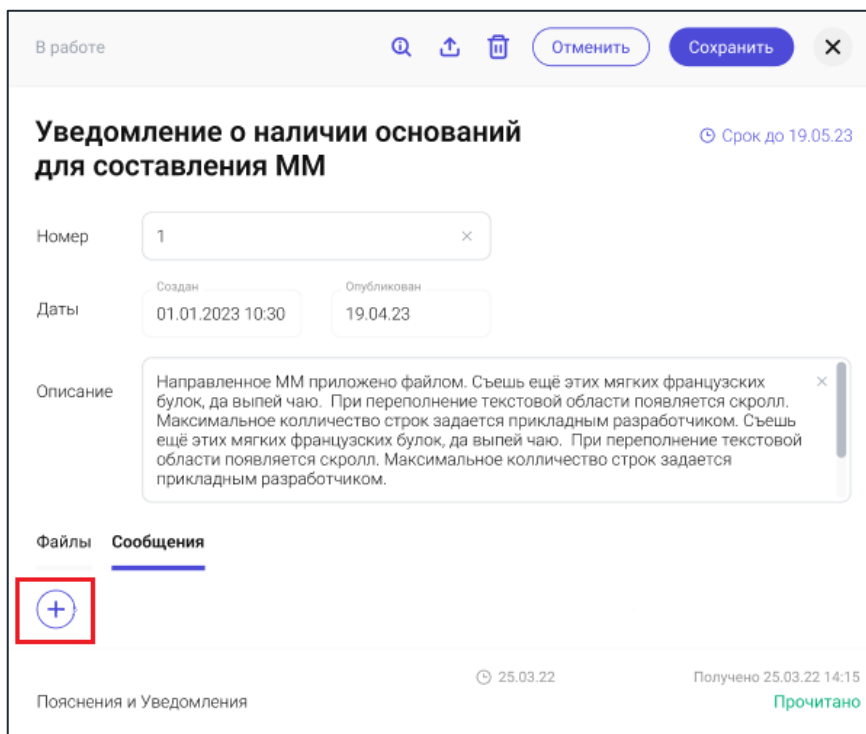 В работе
Отменить
Сохранить
Уведомление о наличии оснований
для составления ММ
Срок до 19.05.23
Номер
1
Даты
Создан
01.01.2023 10:30
Опубликован
19.04.23
Описание
Направленное ММ приложено файлом. Съешь ещё этих мягких французских
булок, да выпей чаю. При переполнение текстовой области появляется скролл.
Максимальное колличество строк задается прикладным разработчиком. Съешь
ещё этих мягких французских булок, да выпей чаю. При переполнение текстовой
области появляется скролл. Максимальное колличество строк задается
прикладным разработчиком.
Файлы Сообщения
25.03.22
Получено 25.03.22 14:15
Пояснения и Уведомления
Прочитано